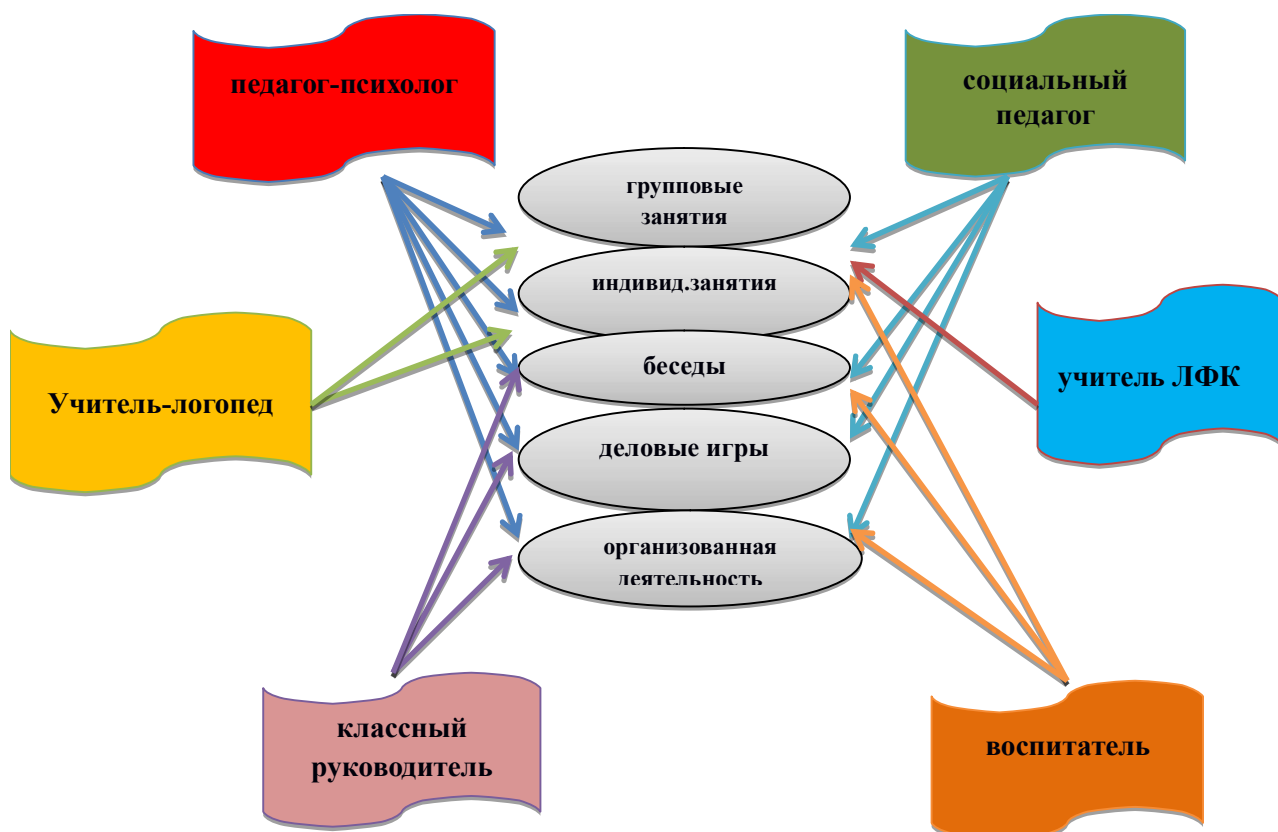 педагог-психолог
социальный
педагог
групповые
занятия
индивид.занятия
беседы
учитель ЛФК
Учитель-логопед
деловые игры
организованная
деятельность
классный
руководитель
воспитатель